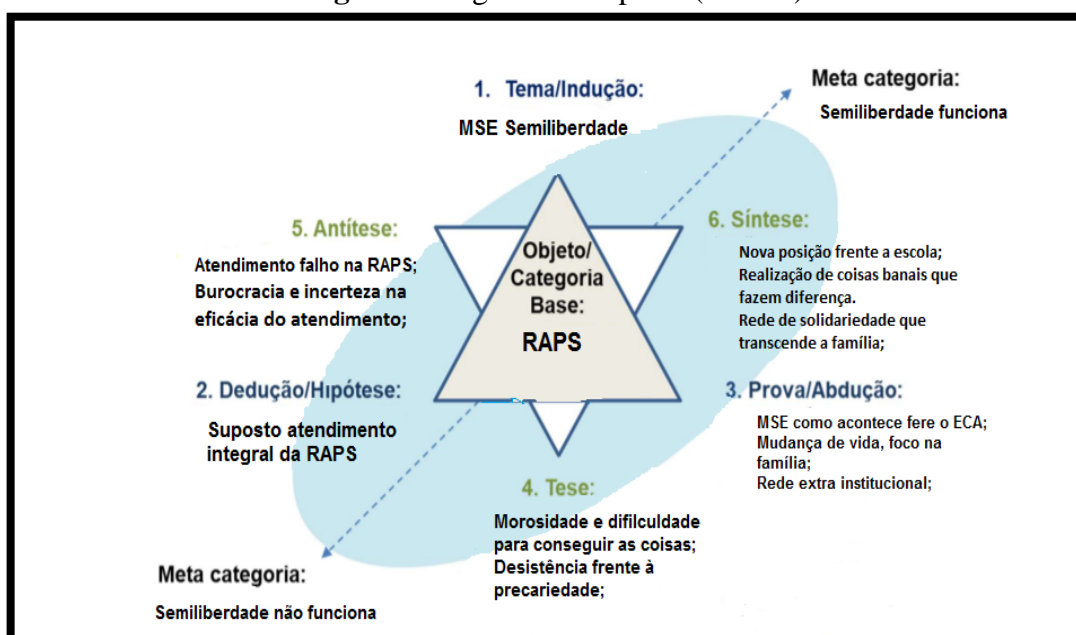 1. Tema/Indução:
MSE Semiliberdade
Meta categoria:
Semiliberdade funciona
5. Antítese:
Atendimento falho na RAPS;
Burocracia e incerteza na
eficácia do atendimento;
Objeto/
Categoria
Base:
RAPS
6. Síntese:
Nova posição frente a escola;
Realização de coisas banais que
fazem diferença.
Rede de solidariedade que
transcende a família;
2. Dedução/Hipótese:
Suposto atendimento
integral da RAPS
3. Prova/Abdução:
MSE como acontece fere o ECA;
Mudança de vida, foco na
família;
Rede extra institucional;
4. Tese:
Morosidade e difilculdade
para conseguir as coisas;
Desistência frente à
precariedade;
Meta categoria:
Semiliberdade não funciona